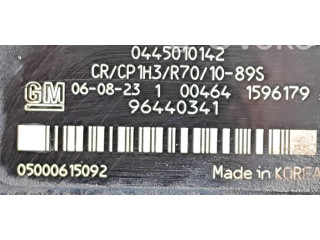 0445010142
CR/CP1H3/R70/10-89S
GM 06-08-23 1 00464 1596179
96440341
05000615092 Made in KOREA